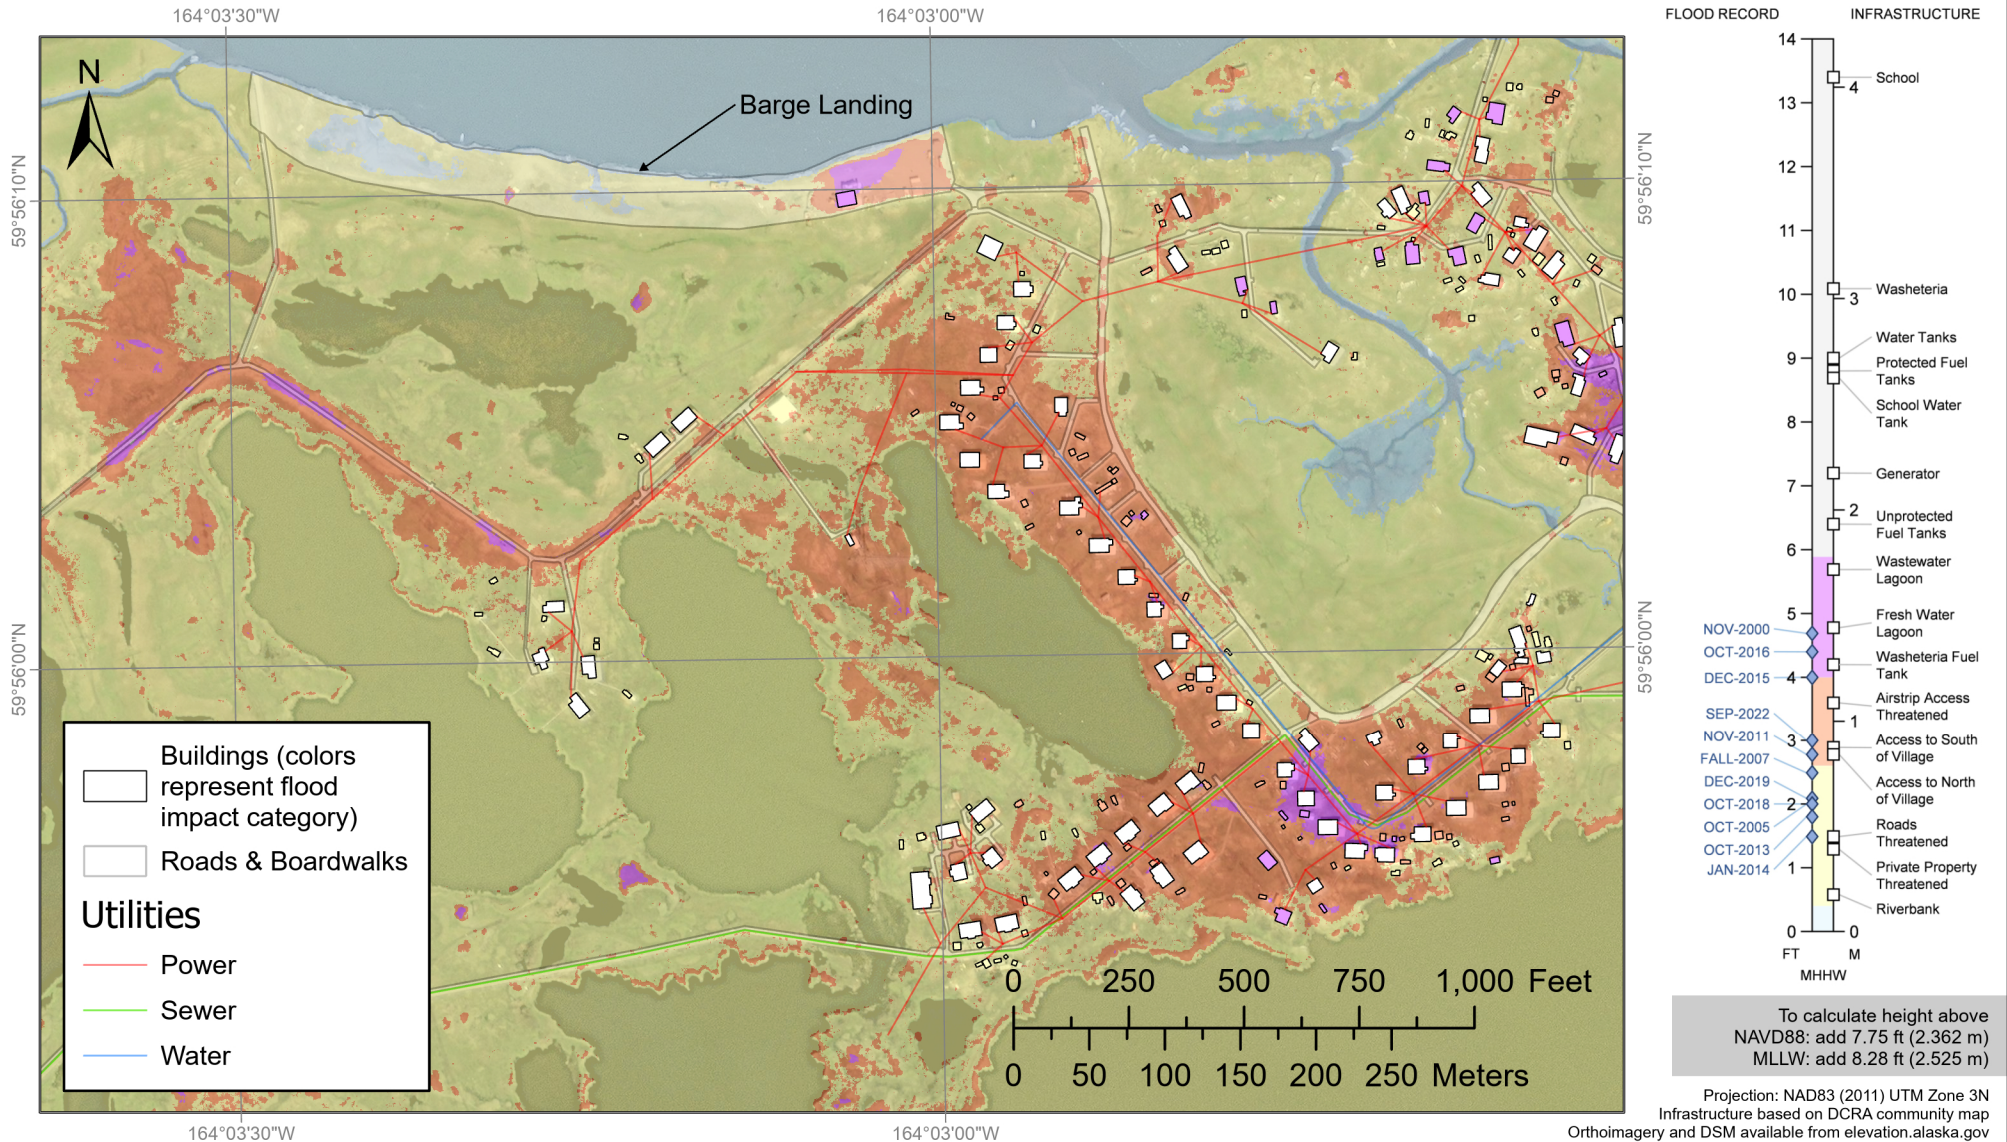 164°03'30"W
164°03'00"W
FLOOD RECORD
INFRASTRUCTURE
N
Barge Landing
59°56'10"N
59°56'10"N
59°56'00"N
59°56'00"N
Buildings (colors
represent flood
impact category)
Roads & Boardwalks
Utilities
Power
Sewer
Water
0 250 500 750 1,000 Feet
0 50 100 150 200 250 Meters
164°03'30"W
164°03'00"W
14
13
12
11
10
9
8
7
6
5
4
3
2
1
0
FT
4
3
2
1
0
M
MHHW
School
Washeteria
Water Tanks
Protected Fuel
Tanks
School Water
Tank
Generator
Unprotected
Fuel Tanks
Wastewater
Lagoon
Fresh Water
Lagoon
Washeteria Fuel
Tank
Airstrip Access
Threatened
Access to South
of Village
Access to North
of Village
Roads
Threatened
Private Property
Threatened
Riverbank
NOV-2000
OCT-2016
DEC-2015
SEP-2022
NOV-2011
FALL-2007
DEC-2019
OCT-2018
OCT-2005
OCT-2013
JAN-2014
To calculate height above
NAVD88: add 7.75 ft (2.362 m)
MLLW: add 8.28 ft (2.525 m)
Projection: NAD83 (2011) UTM Zone 3N
Infrastructure based on DCRA community map
Orthoimagery and DSM available from elevation.alaska.gov